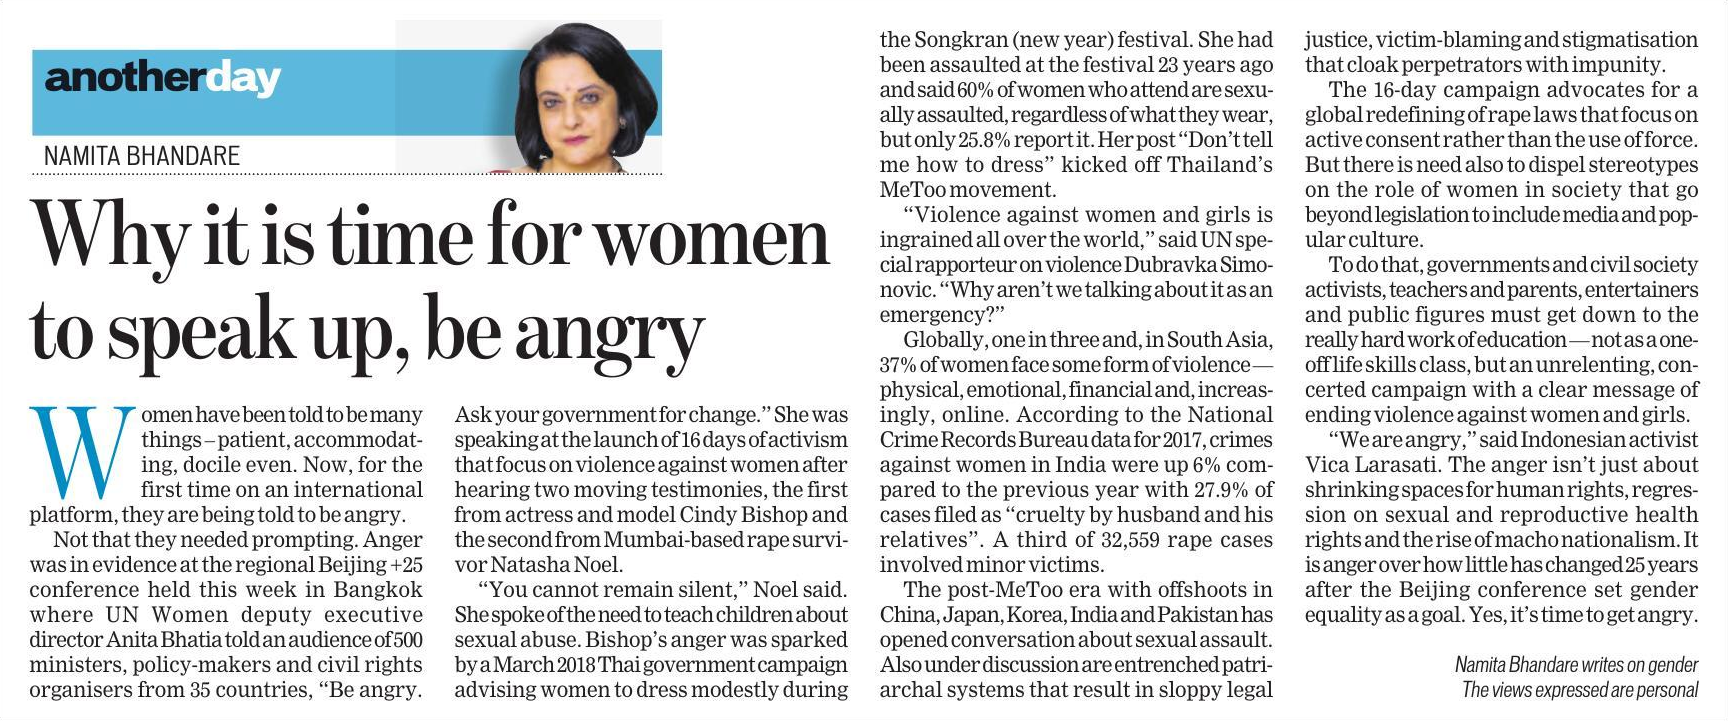 anotherday
NAMITA BHANDARE
Why it is time for women
to speak up, be angry
Women have been told to be many
things – patient, accommodat-
ing, docile even. Now, for the
first time on an international
platform, they are being told to be angry.
Not that they needed prompting. Anger
was in evidence at the regional Beijing +25
conference held this week in Bangkok
where UN Women deputy executive
director Anita Bhatia told an audience of 500
ministers, policy-makers and civil rights
organisers from 35 countries, “Be angry.
Ask your government for change.” She was
speaking at the launch of 16 days of activism
that focus on violence against women after
hearing two moving testimonies, the first
from actress and model Cindy Bishop and
the second from Mumbai-based rape survi-
vor Natasha Noel.
“You cannot remain silent,” Noel said.
She spoke of the need to teach children about
sexual abuse. Bishop’s anger was sparked
by a March 2018 Thai government campaign
advising women to dress modestly during
the Songkran (new year) festival. She had
been assaulted at the festival 23 years ago
and said 60% of women who attend are sexu-
ally assaulted, regardless of what they wear,
but only 25.8% report it. Her post “Don’t tell
me how to dress” kicked off Thailand’s
MeToo movement.
“Violence against women and girls is
ingrained all over the world,” said UN spe-
cial rapporteur on violence Dubravka Simo-
novic. “Why aren’t we talking about it as an
emergency?”
Globally, one in three and, in South Asia,
37% of women face some form of violence —
physical, emotional, financial and, increas-
ingly, online. According to the National
Crime Records Bureau data for 2017, crimes
against women in India were up 6% com-
pared to the previous year with 27.9% of
cases filed as “cruelty by husband and his
relatives”. A third of 32,559 rape cases
involved minor victims.
The post-MeToo era with offshoots in
China, Japan, Korea, India and Pakistan has
opened conversation about sexual assault.
Also under discussion are entrenched patri-
archal systems that result in sloppy legal
justice, victim-blaming and stigmatisation
that cloak perpetrators with impunity.
The 16-day campaign advocates for a
global redefining of rape laws that focus on
active consent rather than the use of force.
But there is need also to dispel stereotypes
on the role of women in society that go
beyond legislation to include media and pop-
ular culture.
To do that, governments and civil society
activists, teachers and parents, entertainers
and public figures must get down to the
really hard work of education — not as a one-
off life skills class, but an unrelenting, con-
certed campaign with a clear message of
ending violence against women and girls.
“We are angry,” said Indonesian activist
Vica Larasati. The anger isn’t just about
shrinking spaces for human rights, regres-
sion on sexual and reproductive health
rights and the rise of macho nationalism. It
is anger over how little has changed 25 years
after the Beijing conference set gender
equality as a goal. Yes, it’s time to get angry.
Namita Bhandare writes on gender
The views expressed are personal